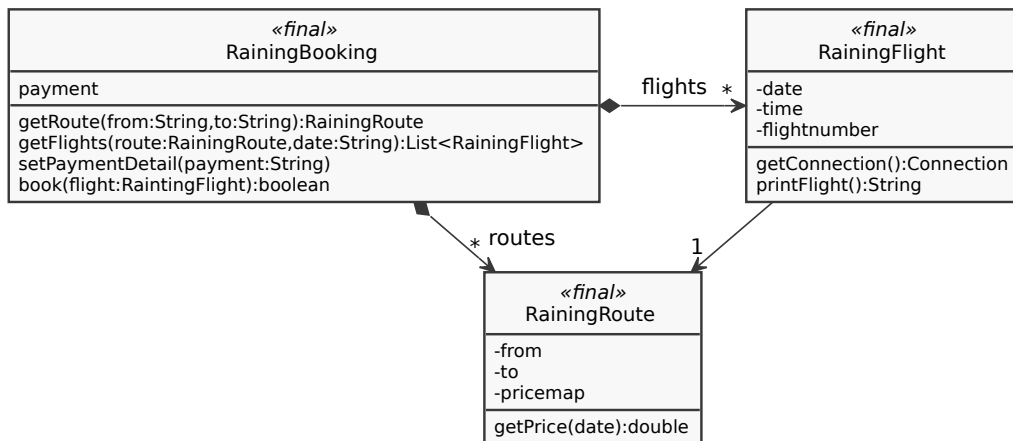 «final»
RainingBooking
payment
getRoute(from:String,to:String):RainingRoute
getFlights(route:RainingRoute,date:String):List<RainingFlight>
setPaymentDetail(payment:String)
book(flight:RaintingFlight):boolean
flights *
«final»
RainingFlight
-date
-time
-flightnumber
getConnection():Connection
printFlight():String
* routes
1
«final»
RainingRoute
-from
-to
-pricemap
getPrice(date):double